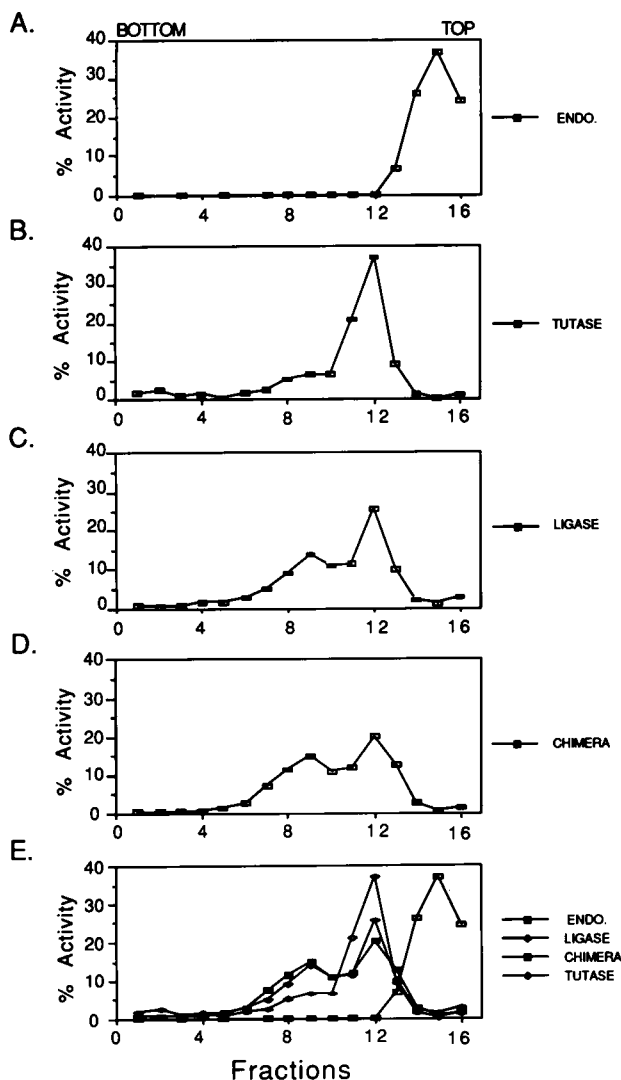 A.
BOTTOM TOP
40
30
20
10
0
% Activity
0 4 8 12 16
ENDO.
B.
40
30
20
10
0
% Activity
0 4 8 12 16
TUTASE
C.
40
30
20
10
0
% Activity
0 4 8 12 16
LIGASE
D.
40
30
20
10
0
% Activity
0 4 8 12 16
CHIMERA
E.
40
30
20
10
0
% Activity
0 4 8 12 16
ENDO.
LIGASE
CHIMERA
TUTASE
Fractions